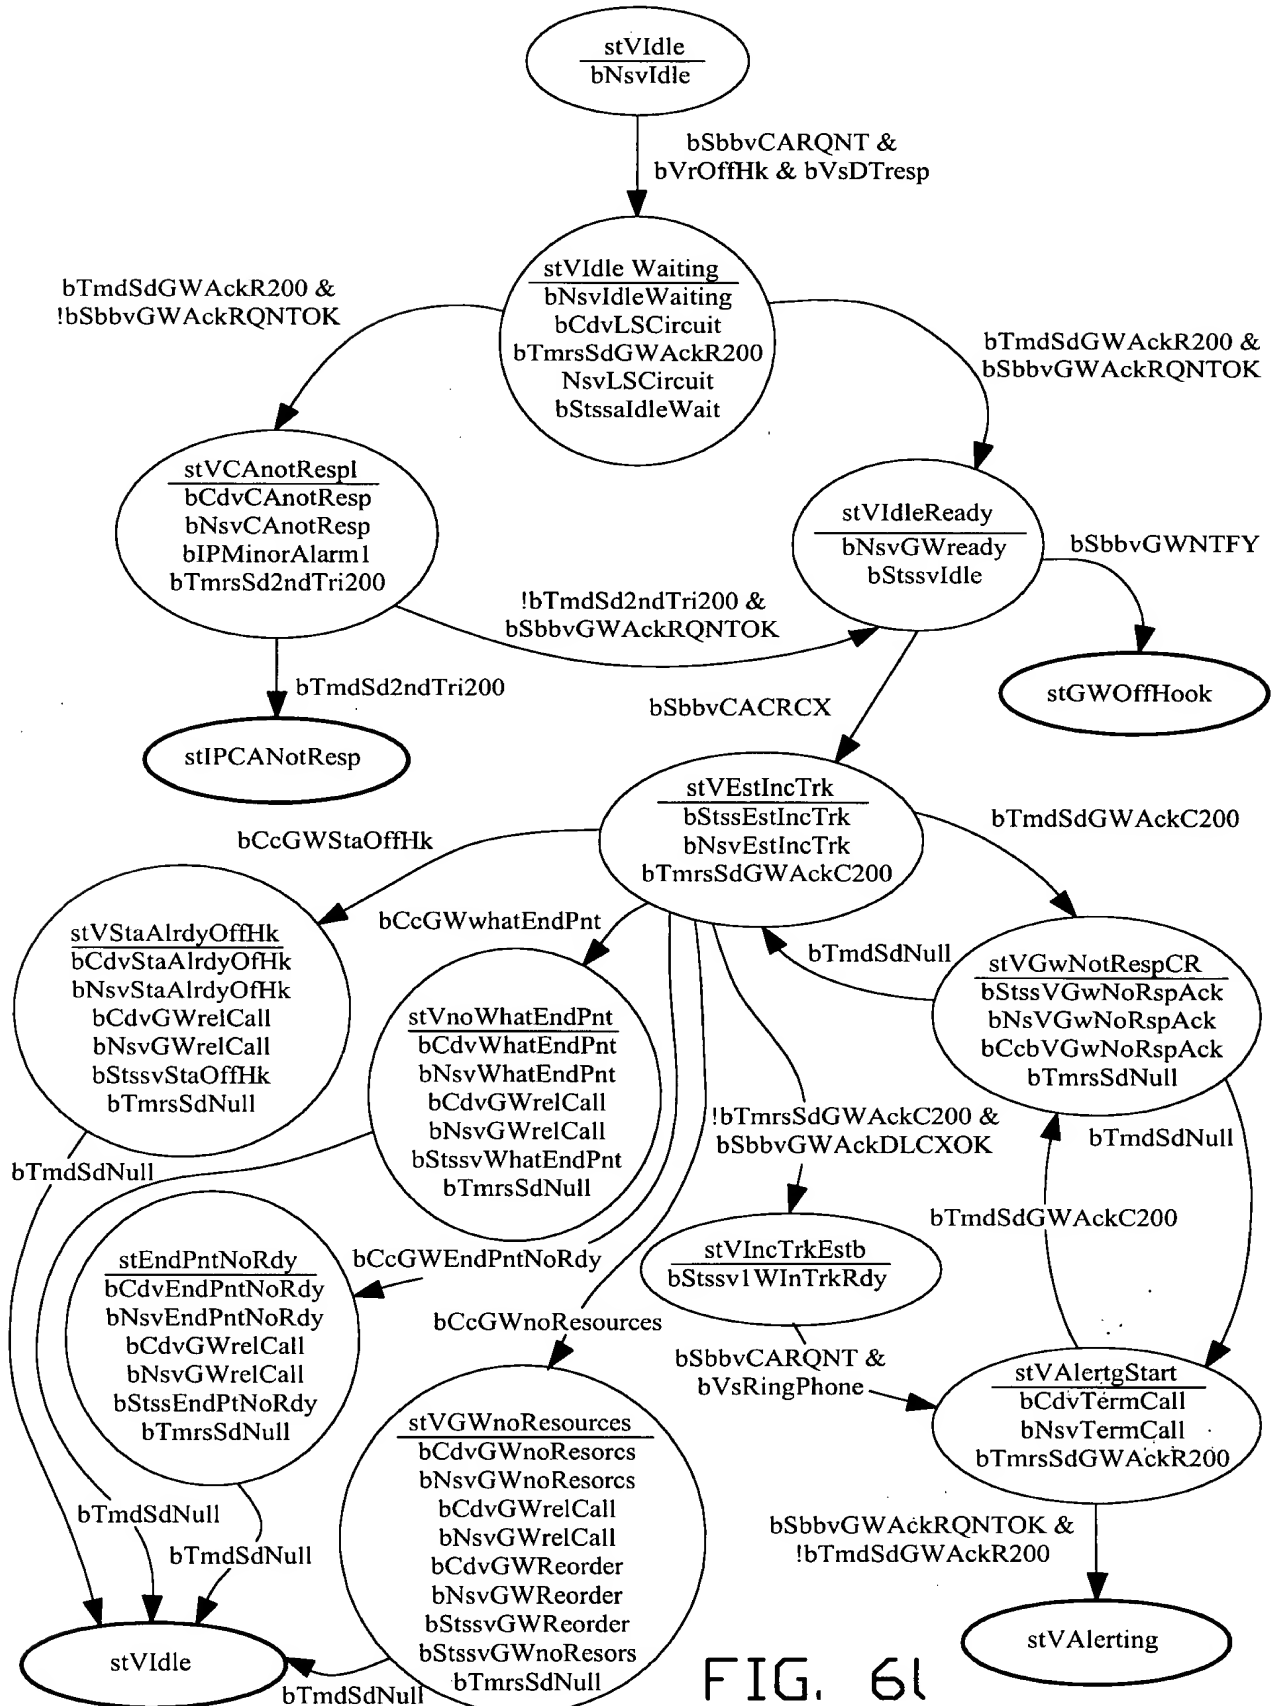 stVIdle
bNsvIdle
bSbbvCARQNT &
bVrOffHk & bVsDTresp
stVIdle Waiting
bNsvIdleWaiting
bCdvLSCircuit
bTmrsSdGWAckR200
NsvLSCircuit
bStssaIdleWait
bTmdSdGWAckR200 &
!bSbbvGWAckRQNTOK
bTmdSdGWAckR200 &
bSbbvGWAckRQNTOK
stVCAnotRespl
bCdvCAnotResp
bNsvCAnotResp
bIPMinorAlarm1
bTmrsSd2ndTri200
stVIdleReady
bNsvGWready
bStssvIdle
bSbbvGWNTFY
!bTmdSd2ndTri200 &
bSbbvGWAckRQNTOK
bTmdSd2ndTri200
stGWOffHook
bSbbvCACRCX
stIPCANotResp
stVEstIncTrk
bStssEstIncTrk
bNsvEstIncTrk
bTmrsSdGWAckC200
bTmdSdGWAckC200
bCcGWStaOffHk
bCcGWwhatEndPnt
stVStaAlrdyOffHk
bCdvStaAlrdyOfHk
bNsvStaAlrdyOfHk
bCdvGWrelCall
bNsvGWrelCall
bStssvStaOffHk
bTmrsSdNull
bTmdSdNull
stVGwNotRespCR
bStssVGwNoRspAck
bNsVGwNoRspAck
bCcbVGwNoRspAck
bTmrsSdNull
stVnoWhatEndPnt
bCdvWhatEndPnt
bNsvWhatEndPnt
bCdvGWrelCall
bNsvGWrelCall
bStssvWhatEndPnt
bTmrsSdNull
!bTmrsSdGWAckC200 &
bSbbvGWAckDLCXOK
bTmdSdNull
bTmdSdNull
bTmdSdGWAckC200
stEndPntNoRdy
bCdvEndPntNoRdy
bNsvEndPntNoRdy
bCdvGWrelCall
bNsvGWrelCall
bStssEndPtNoRdy
bTmrsSdNull
bCcGWEndPntNoRdy
stVIncTrkEstb
bStssv1WInTrkRdy
bCcGWnoResources
bSbbvCARQNT &
bVsRingPhone
stVAlertgStart
bCdvTermCall
bNsvTermCall
bTmrsSdGWAckR200
stVGWnoResources
bCdvGWnoResorcs
bNsvGWnoResorcs
bCdvGWrelCall
bNsvGWrelCall
bCdvGWReorder
bNsvGWReorder
bStssvGWReorder
bStssvGWnoResors
bTmrsSdNull
bTmdSdNull
bTmdSdNull
bSbbvGWAckRQNTOK &
!bTmdSdGWAckR200
stVIdle
bTmdSdNull
stVAlerting
FIG. 6l